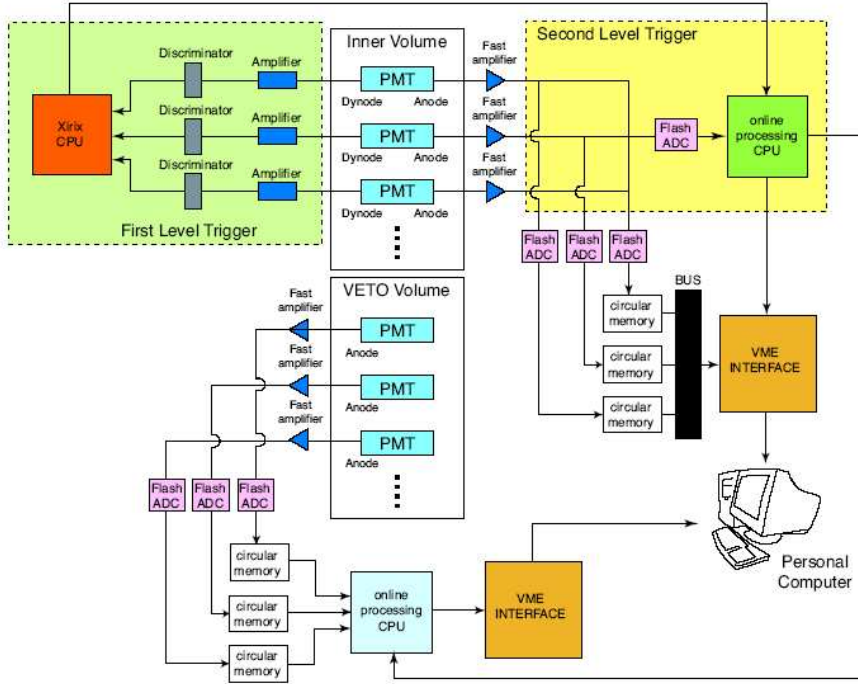 Inner Volume
Second Level Trigger
Discriminator
Amplifier
PMT
Dynode
Anode
Fast
amplifier
Xirix
CPU
Discriminator
Amplifier
PMT
Dynode
Anode
Fast
amplifier
Flash
ADC
online
processing
CPU
Discriminator
Amplifier
PMT
Dynode
Anode
Fast
amplifier
First Level Trigger
Flash
ADC
Flash
ADC
Flash
ADC
BUS
VETO Volume
Fast
amplifier
PMT
Anode
circular
memory
Fast
amplifier
PMT
Anode
circular
memory
VME
INTERFACE
Fast
amplifier
PMT
Anode
circular
memory
Flash
ADC
Flash
ADC
Flash
ADC
Personal
Computer
circular
memory
circular
memory
circular
memory
online
processing
CPU
VME
INTERFACE